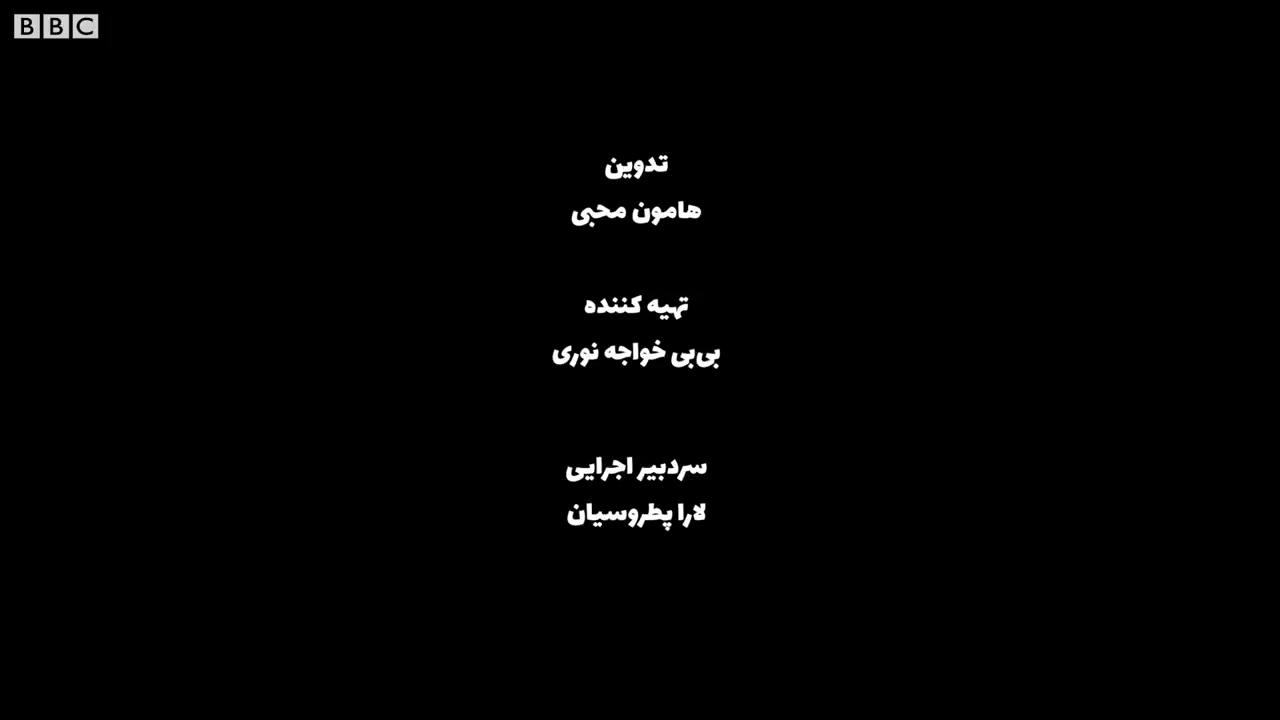 BBC
تدوین
هامون محبی
تهیه کننده
بی‌بی خواجه نوری
سردبیر اجرایی
لارا پطروسیان